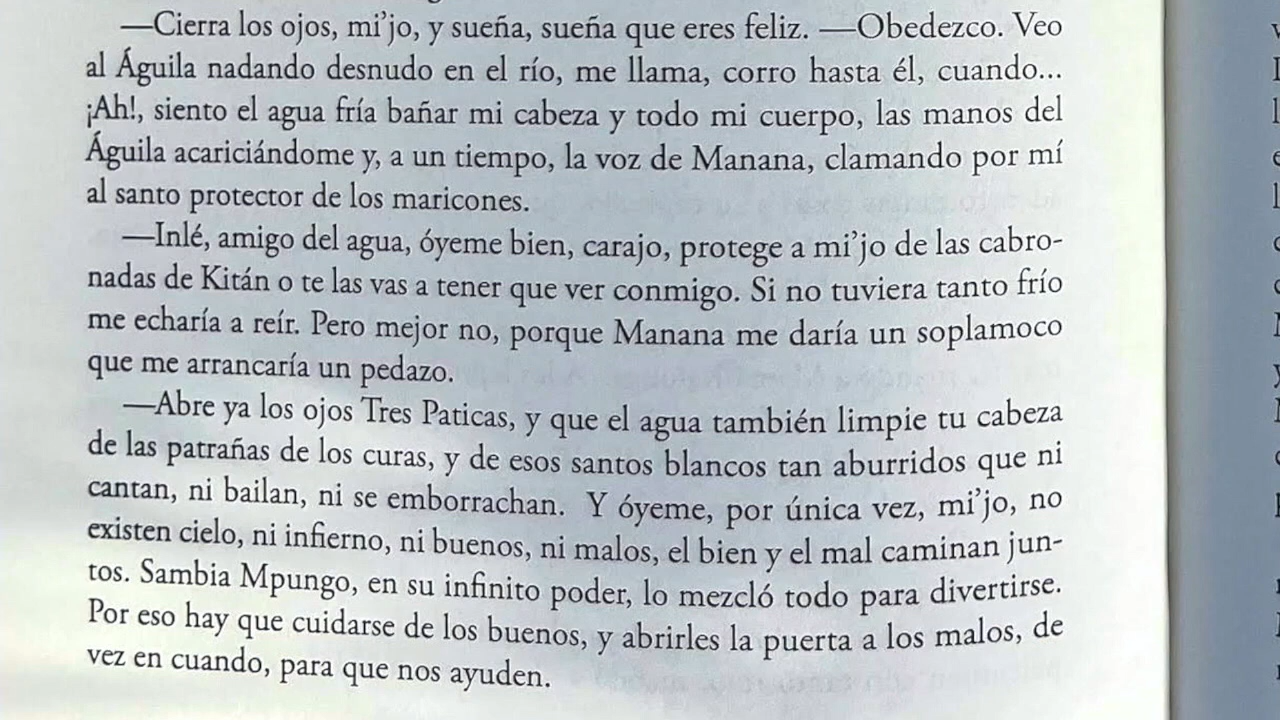 —Cierra los ojos, mi'jo, y sueña, sueña que eres feliz. —Obedezco. Veo
al Águila nadando desnudo en el río, me llama, corro hasta él, cuando...
¡Ah!, siento el agua fría bañar mi cabeza y todo mi cuerpo, las manos del
Águila acariciándome y, a un tiempo, la voz de Manana, clamando por mí
al santo protector de los maricones.
—Inlé, amigo del agua, óyeme bien, carajo, protege a mi'jo de las cabro-
nadas de Kitán o te las vas a tener que ver conmigo. Si no tuviera tanto frío
me echaría a reír. Pero mejor no, porque Manana me daría un soplamoco
que me arrancaría un pedazo.
—Abre ya los ojos Tres Paticas, y que el agua también limpie tu cabeza
de las patrañas de los curas, y de esos santos blancos tan aburridos que ni
cantan, ni bailan, ni se emborrachan. Y óyeme, por única vez, mi'jo, no
existen cielo, ni infierno, ni buenos, ni malos, el bien y el mal caminan jun-
tos. Sambia Mpungo, en su infinito poder, lo mezcló todo para divertirse.
Por eso hay que cuidarse de los buenos, y abrirles la puerta a los malos, de
vez en cuando, para que nos ayuden.